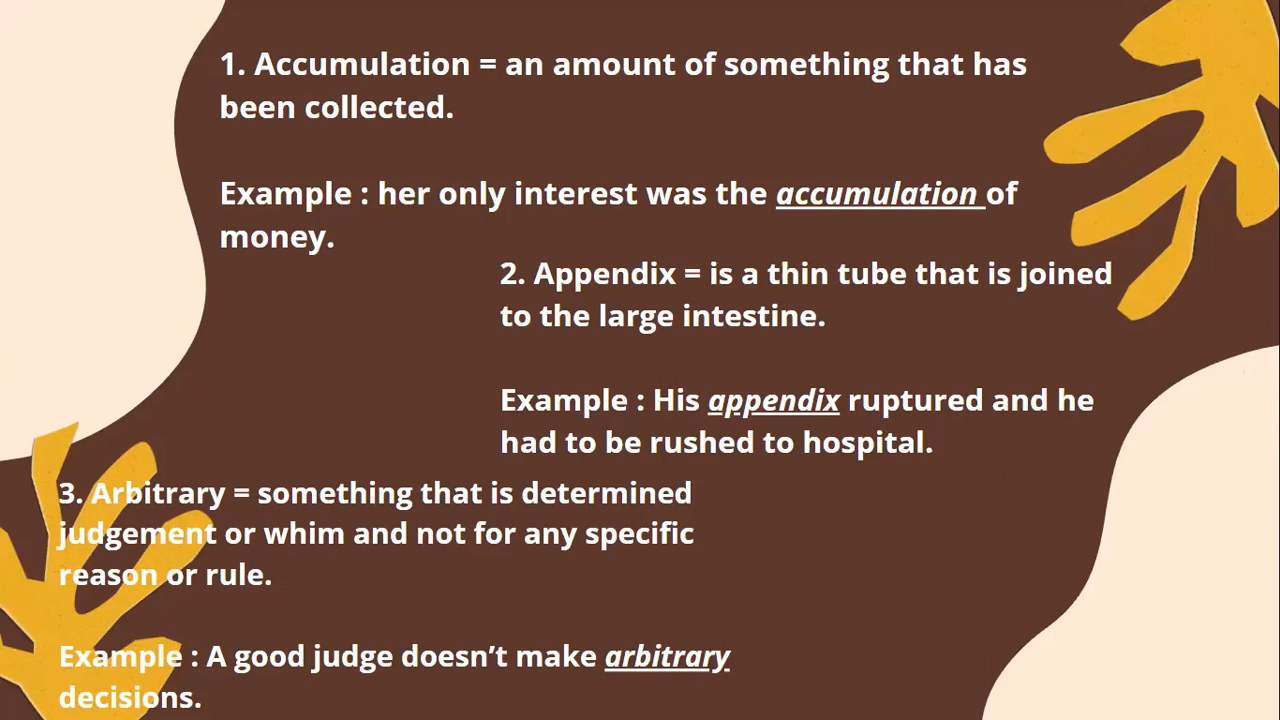 1. Accumulation = an amount of something that has
been collected.
Example : her only interest was the accumulation of
money.
2. Appendix = is a thin tube that is joined
to the large intestine.
Example : His appendix ruptured and he
had to be rushed to hospital.
3. Arbitrary = something that is determined
judgement or whim and not for any specific
reason or rule.
Example : A good judge doesn’t make arbitrary
decisions.